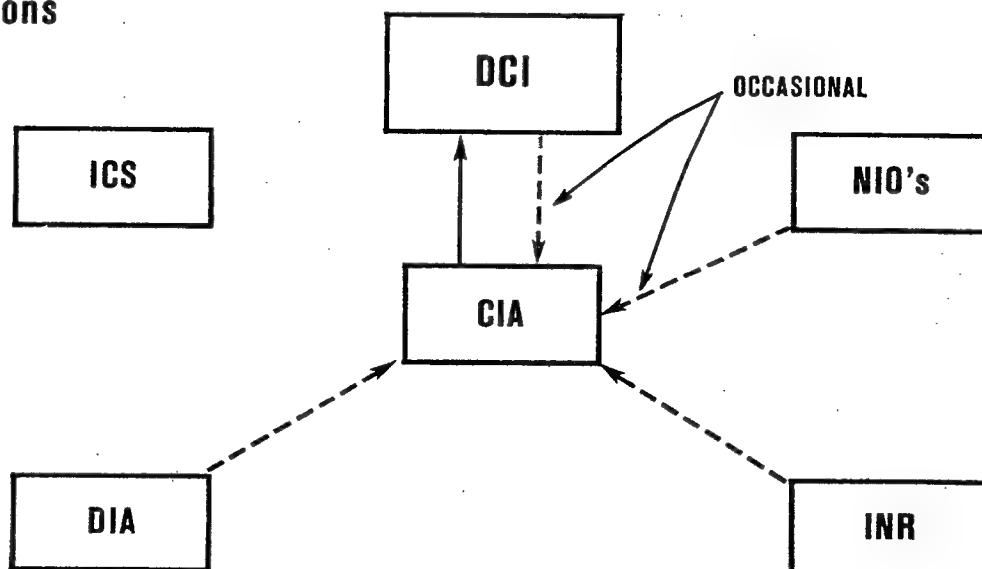 ons
DCI
OCCASIONAL
ICS
NIO's
CIA
DIA
INR